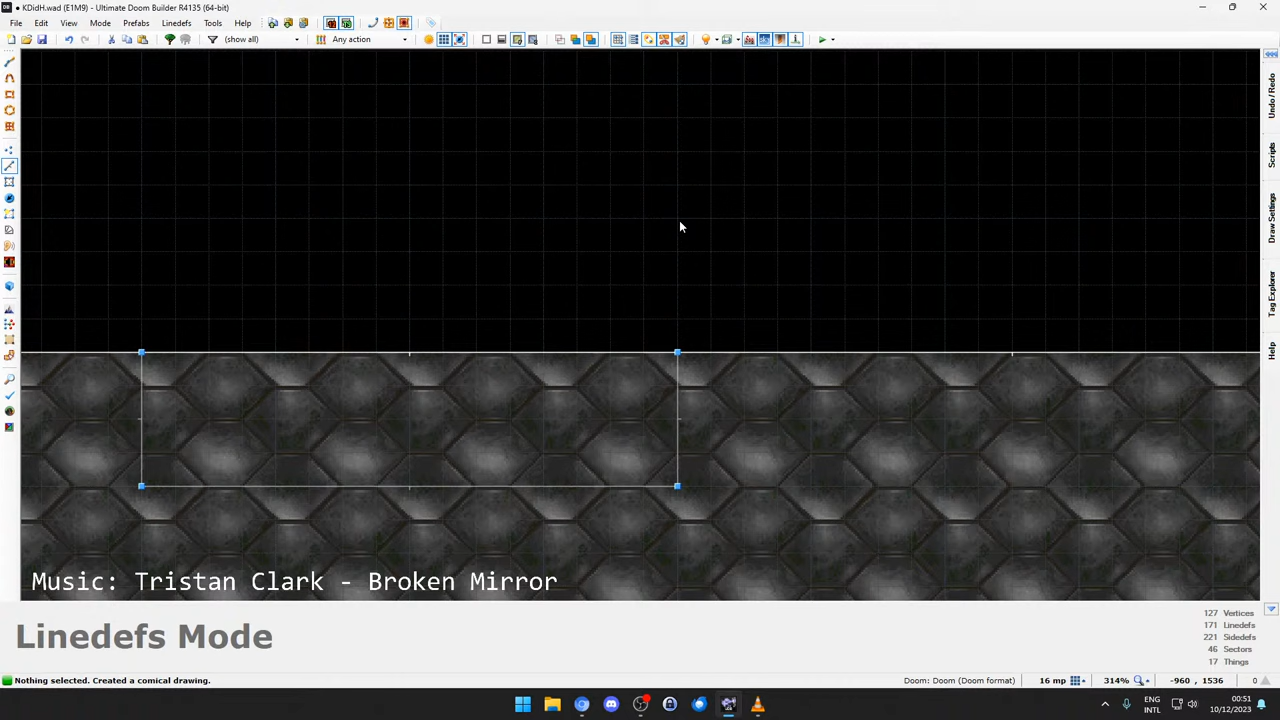 KDidH.wad (E1M9) - Ultimate Doom Builder R4135 (64-bit)
File Edit View Mode Prefabs Linedefs Tools Help
(show all) Any action
Undo / Redo
Scripts
Draw Settings
Tag Explorer
Help
Music: Tristan Clark - Broken Mirror
Linedefs Mode
127 Vertices
171 Linedefs
221 Sidedefs
46 Sectors
17 Things
Nothing selected. Created a comical drawing.
Doom: Doom (Doom format) 16 mp 314% -960 , 1536 0
ENG
INTL
00:51
10/12/2023